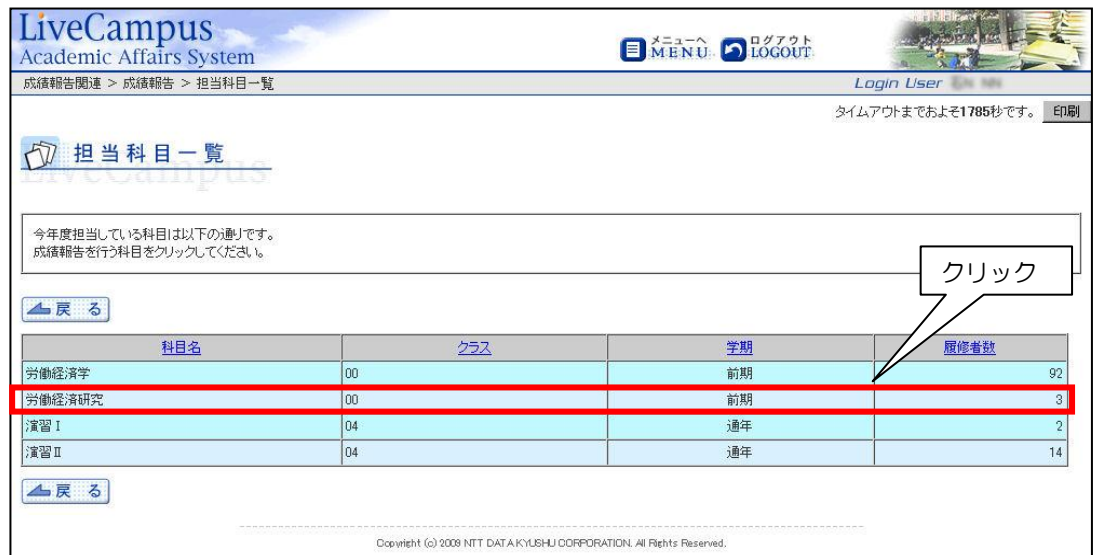 LiveCampus
Academic Affairs System
メニューへ MENU ログアウト LOGOUT
成績報告関連 > 成績報告 > 担当科目一覧 Login User
タイムアウトまでおよそ1785秒です。 印刷
担当科目一覧
LiveCampus
今年度担当している科目は以下の通りです。
成績報告を行う科目をクリックしてください。
クリック
戻 る
科目名 クラス 学期 履修者数
労働経済学 00 前期 92
労働経済研究 00 前期 3
演習Ⅰ 04 通年 2
演習Ⅱ 04 通年 14
戻 る
Copyright (c) 2009 NTT DATA KYUSHU CORPORATION. All Rights Reserved.